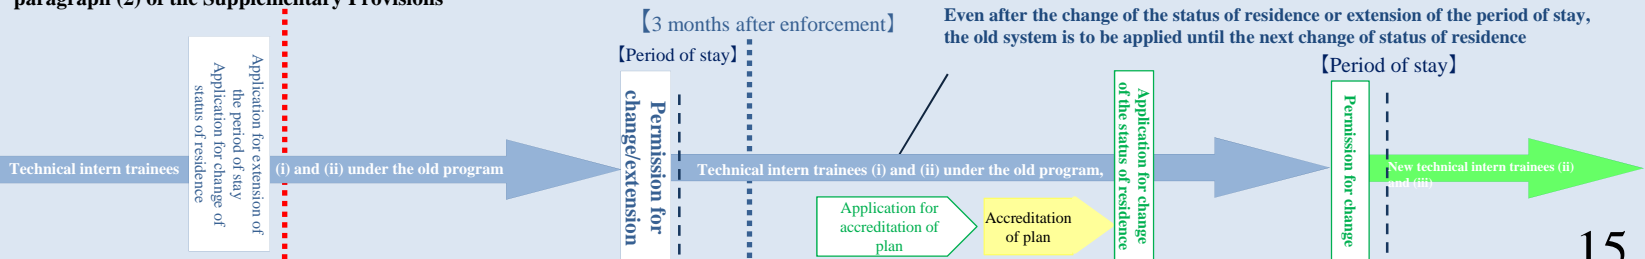 paragraph (2) of the Supplementary Provisions
【3 months after enforcement】
Even after the change of the status of residence or extension of the period of stay,
the old system is to be applied until the next change of status of residence
【Period of stay】
【Period of stay】
Technical intern trainees
Application for extension of
the period of stay
Application for change of
status of residence
(i) and (ii) under the old program
Permission for
change/extension
Technical intern trainees (i) and (ii) under the old program,
Application for
accreditation of
plan
Accreditation
of plan
Application for change
of the status of residence
Permission for change
New technical intern trainees (ii)
and (iii)
15